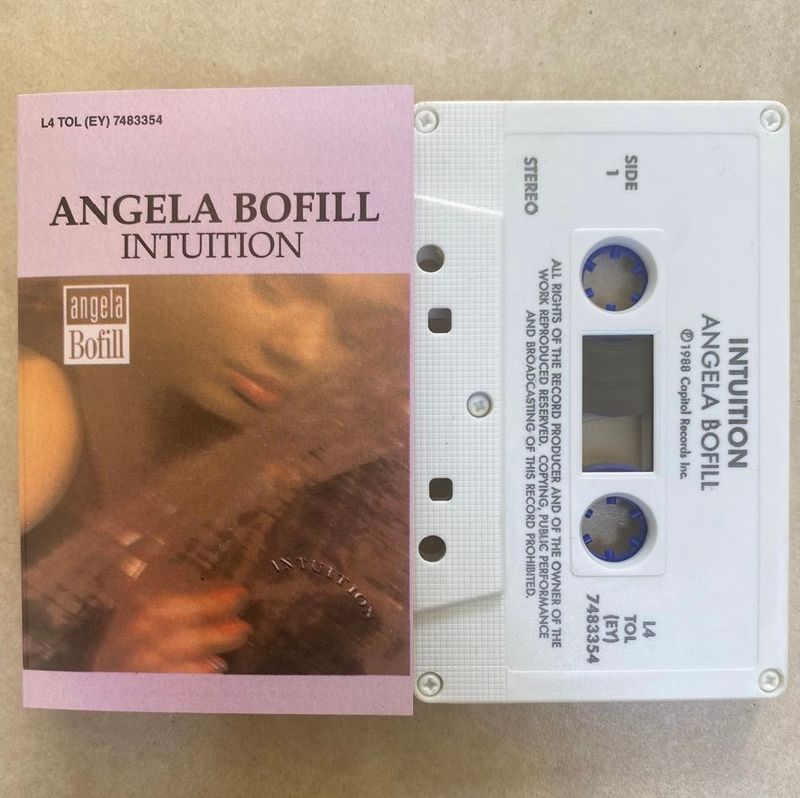 L4 TOL (EY) 7483354
ANGELA BOFILL
INTUITION
angela
Bofill
INTUITION
INTUITION
ANGELA BOFILL
℗1988 Capitol Records Inc.
SIDE
1
STEREO
L4
TOL
(EY)
7483354
ALL RIGHTS OF THE RECORD PRODUCER AND OF THE OWNER OF THE
WORK REPRODUCED RESERVED. COPYING, PUBLIC PERFORMANCE
AND BROADCASTING OF THIS RECORD PROHIBITED.